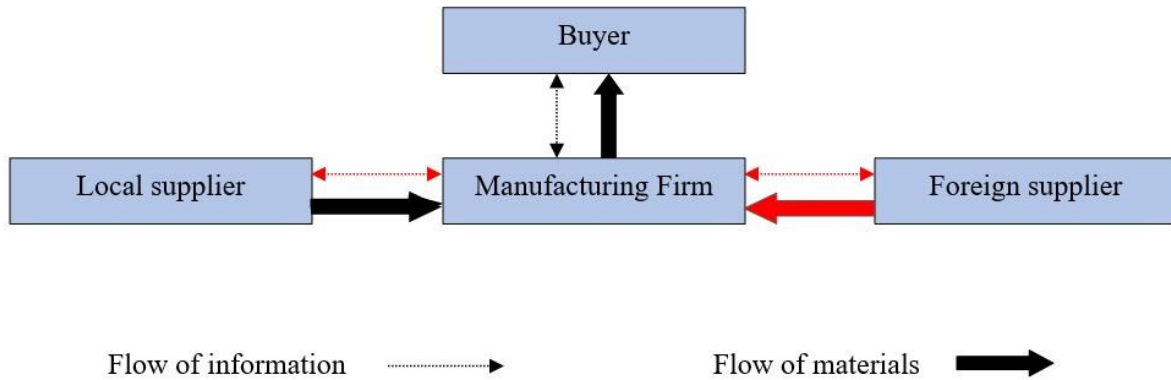 Buyer
Local supplier
Manufacturing Firm
Foreign supplier
Flow of information
Flow of materials